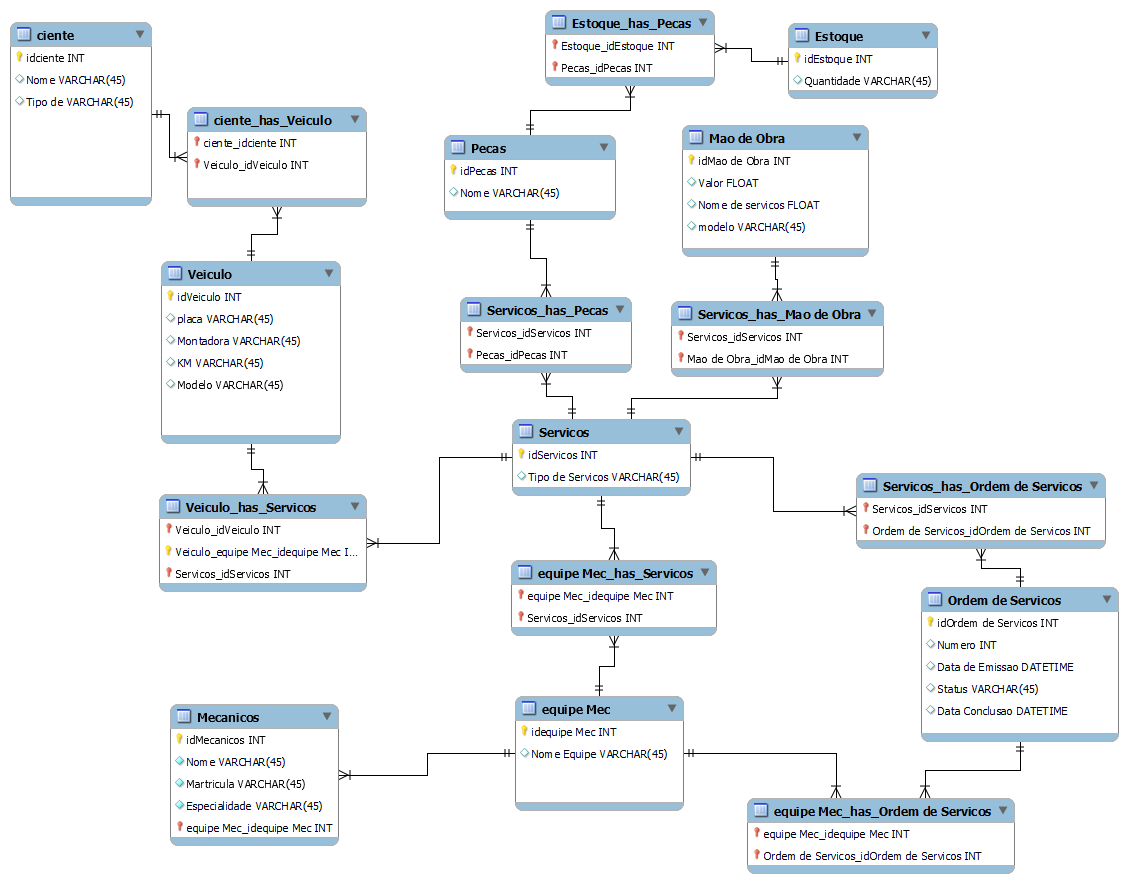 ciente
idciente INT
Nome VARCHAR(45)
Tipo de VARCHAR(45)
ciente_has_Veiculo
ciente_idciente INT
Veiculo_idVeiculo INT
Veiculo
idVeiculo INT
placa VARCHAR(45)
Montadora VARCHAR(45)
KM VARCHAR(45)
Modelo VARCHAR(45)
Veiculo_has_Servicos
Veiculo_idVeiculo INT
Veiculo_equipe Mec_idequipe Mec I...
Servicos_idServicos INT
Estoque_has_Pecas
Estoque_idEstoque INT
Pecas_idPecas INT
Estoque
idEstoque INT
Quantidade VARCHAR(45)
Pecas
idPecas INT
Nome VARCHAR(45)
Mao de Obra
idMao de Obra INT
Valor FLOAT
Nome de servicos FLOAT
modelo VARCHAR(45)
Servicos_has_Pecas
Servicos_idServicos INT
Pecas_idPecas INT
Servicos_has_Mao de Obra
Servicos_idServicos INT
Mao de Obra_idMao de Obra INT
Servicos
idServicos INT
Tipo de Servicos VARCHAR(45)
Servicos_has_Ordem de Servicos
Servicos_idServicos INT
Ordem de Servicos_idOrdem de Servicos INT
equipe Mec_has_Servicos
equipe Mec_idequipe Mec INT
Servicos_idServicos INT
Ordem de Servicos
idOrdem de Servicos INT
Numero INT
Data de Emissao DATETIME
Status VARCHAR(45)
Data Conclusao DATETIME
Mecanicos
idMecanicos INT
Nome VARCHAR(45)
Martricula VARCHAR(45)
Especialidade VARCHAR(45)
equipe Mec_idequipe Mec INT
equipe Mec
idequipe Mec INT
Nome Equipe VARCHAR(45)
equipe Mec_has_Ordem de Servicos
equipe Mec_idequipe Mec INT
Ordem de Servicos_idOrdem de Servicos INT